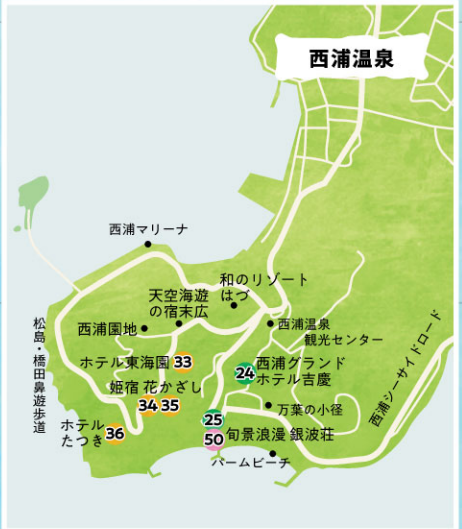 西浦温泉
西浦マリーナ
和のリゾート
はづ
天空海遊
の宿末広
西浦園地
西浦温泉
観光センター
松島・橋田鼻遊歩道
ホテル東海園 33
西浦グランド
ホテル吉慶
24
姫宿 花かざし
34 35
万葉の小径
西浦シーサイドロード
ホテル
たつき
36
25
50
旬景浪漫 銀波荘
パームビーチ